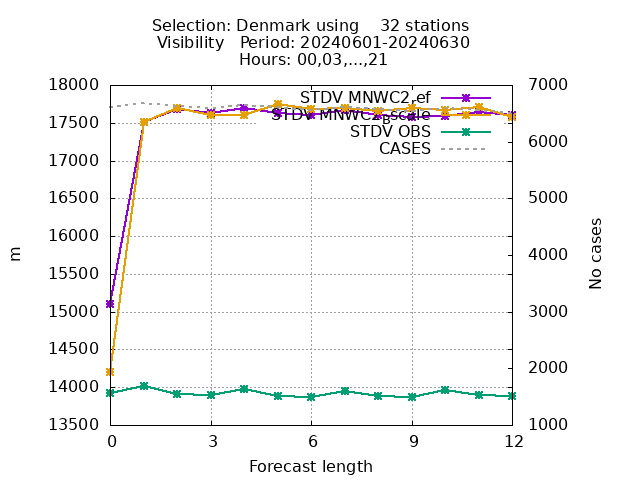 Selection: Denmark using 32 stations
Visibility Period: 20240601-20240630
Hours: 00,03,...,21
18000
17500
17000
16500
16000
15500
15000
14500
14000
13500
7000
6000
5000
4000
3000
2000
1000
m
No cases
STDV
STDV
STDV OBS
CASES
0
3
6
9
12
Forecast length